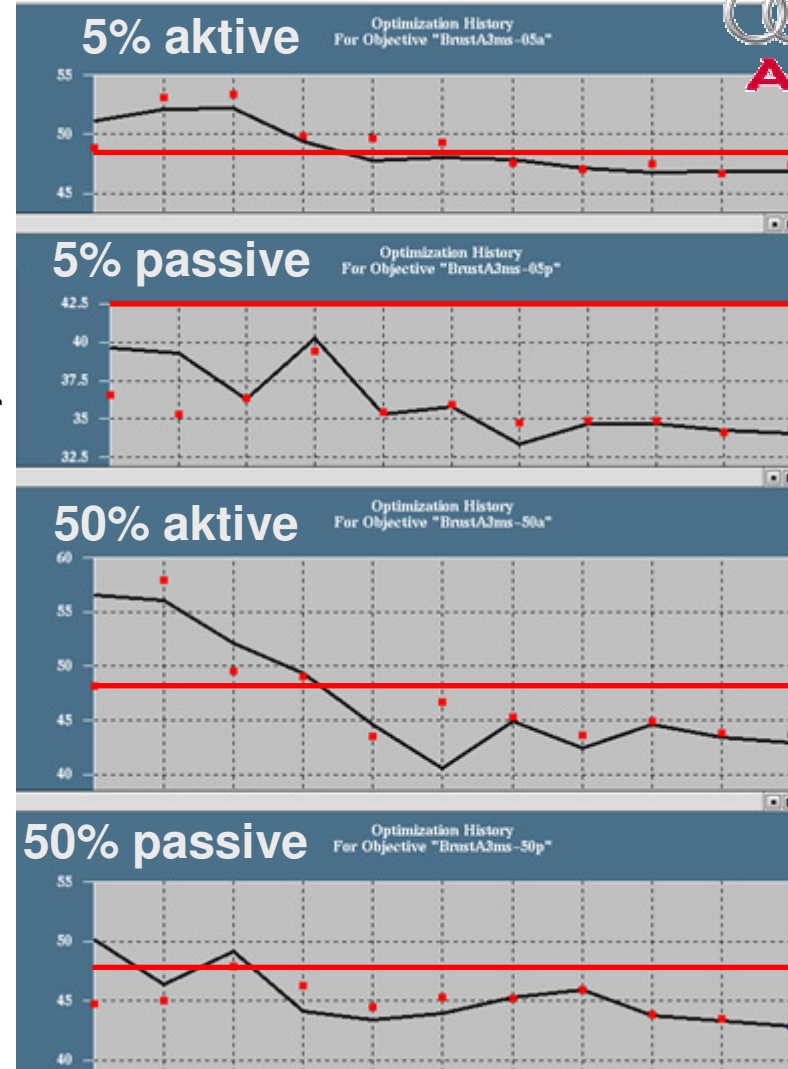 5% aktive
Optimization History
For Objective "BrustA3ms-05a"
55
50
45
5% passive
Optimization History
For Objective "BrustA3ms-05p"
42.5
40
37.5
35
32.5
50% aktive
Optimization History
For Objective "BrustA3ms-50a"
60
55
50
45
40
50% passive
Optimization History
For Objective "BrustA3ms-50p"
55
50
45
40